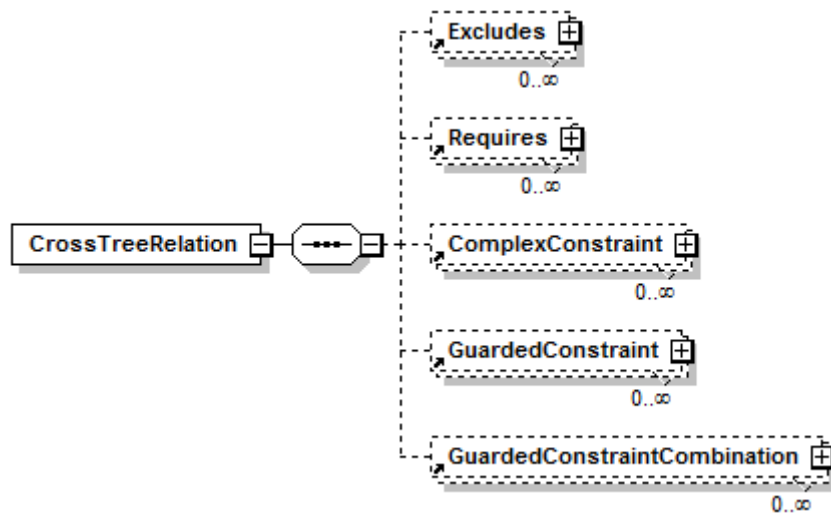 Excludes
0..∞
Requires
0..∞
CrossTreeRelation
ComplexConstraint
0..∞
GuardedConstraint
0..∞
GuardedConstraintCombination
0..∞